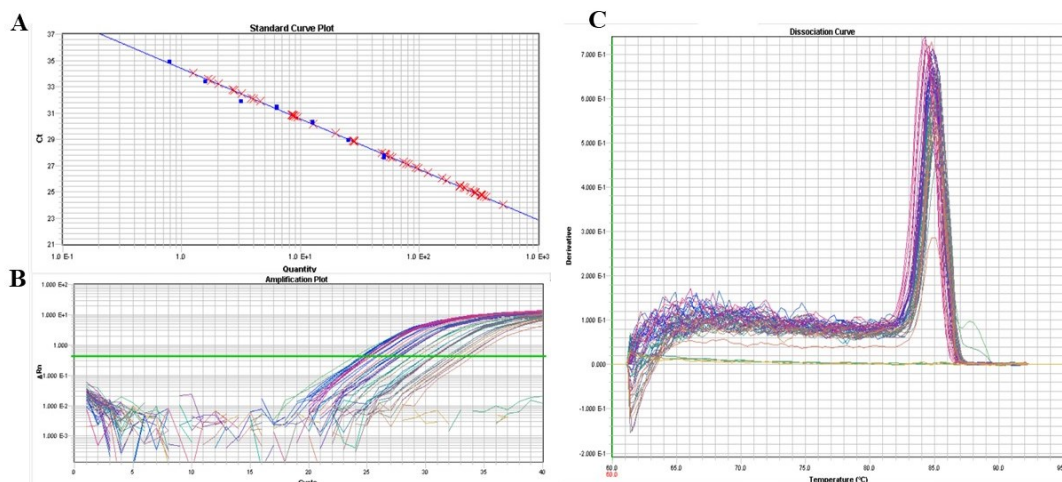 A
Standard Curve Plot
37
35
33
31
29
27
25
23
21
Ct
1.0 E-1
1.0
1.0 E+1
1.0 E+2
1.0 E+3
Quantity
B
Amplification Plot
1.000 E+2
1.000 E+1
1.000
1.000 E-1
1.000 E-2
1.000 E-3
ΔRn
0
5
10
15
20
25
30
35
40
C
Dissociation Curve
7.000 E-1
6.000 E-1
5.000 E-1
4.000 E-1
3.000 E-1
2.000 E-1
1.000 E-1
0.000
-1.000 E-1
-2.000 E-1
Derivative
60.0
65.0
70.0
75.0
80.0
85.0
90.0
95
60.0
Temperature (°C)